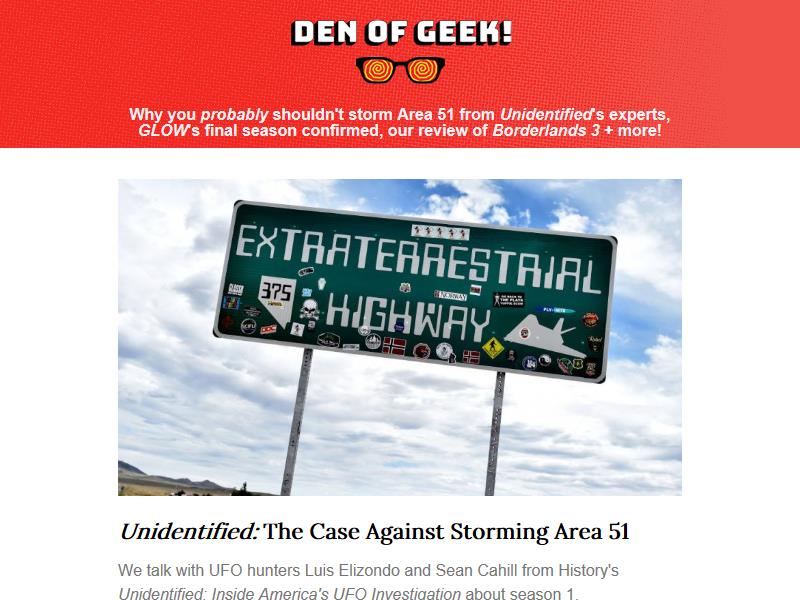 DEN OF GEEK!
Why you probably shouldn't storm Area 51 from Unidentified's experts,
GLOW's final season confirmed, our review of Borderlands 3 + more!
EXTRATERRESTRIAL
375
NORWAY
HIGHWAY
Unidentified: The Case Against Storming Area 51
We talk with UFO hunters Luis Elizondo and Sean Cahill from History's
Unidentified: Inside America's UFO Investigation about season 1.